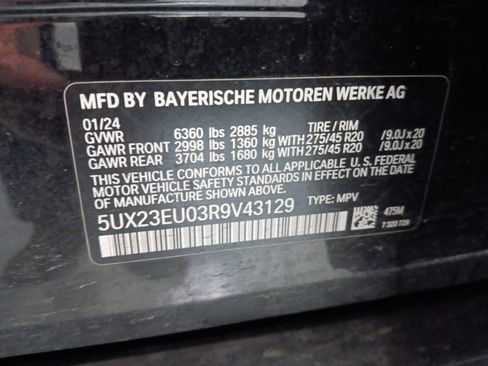 MFD BY BAYERISCHE MOTOREN WERKE AG
01/24
GVWR 6360 lbs 2885 kg TIRE / RIM
GAWR FRONT 2998 lbs 1360 kg WITH 275/45 R20 /9.0J x 20
GAWR REAR 3704 lbs 1680 kg WITH 275/45 R20 /9.0J x 20
THIS VEHICLE CONFORMS TO ALL APPLICABLE U. S. FEDERAL
MOTOR VEHICLE SAFETY STANDARDS IN EFFECT ON THE
DATE OF MANUFACTURE SHOWN ABOVE.
5UX23EU03R9V43129 TYPE: MPV
475M
7 320 729